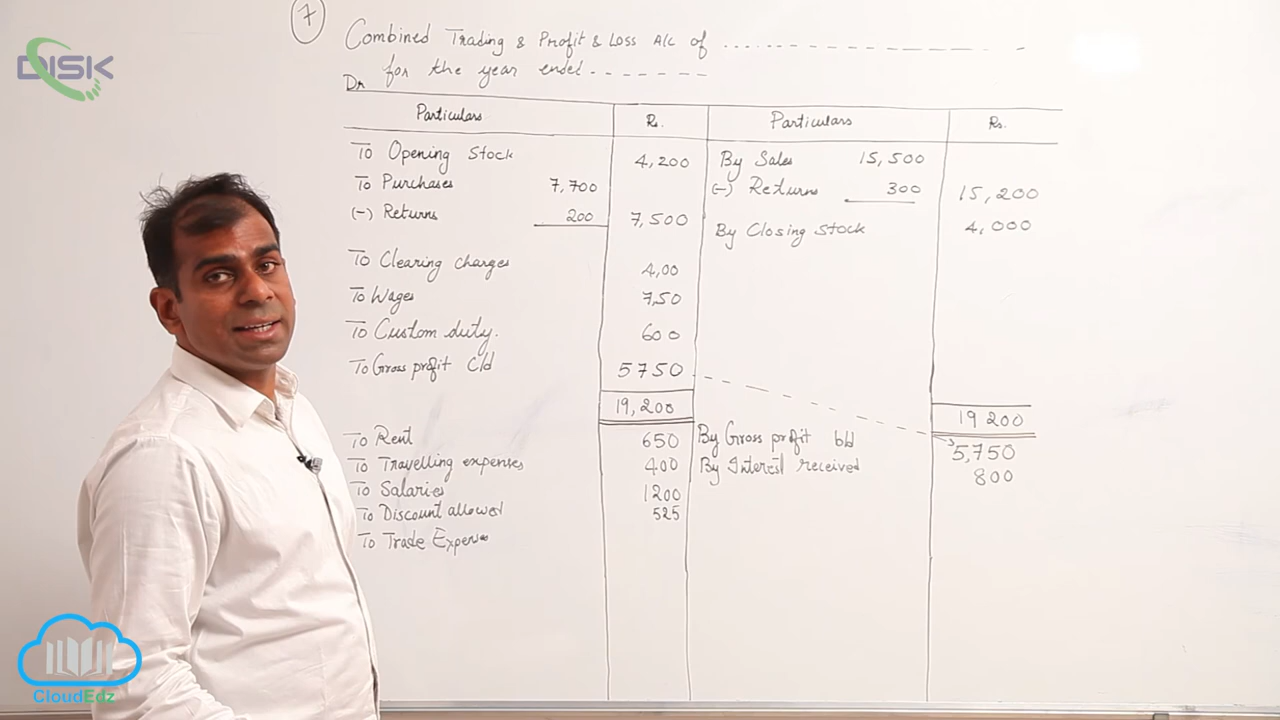 7
Combined Trading & Profit & Loss A/c of ........................
for the year ended - - - - - - -
Dr
Particulars Rs. Particulars Rs.
To Opening Stock 4,200 By Sales 15,500
To Purchases 7,700 (-) Returns 300 15,200
(-) Returns 200 7,500 By Closing Stock 4,000
To Clearing charges 4,00
To Wages 7,50
To Custom duty. 600
To Gross profit C/d 5750
19,200 19 200
To Rent 650 By Gross profit b/d 5,750
To Travelling expenses 400 By Interest received 800
To Salaries 1200
To Discount allowed 525
To Trade Expense
DISK
CloudEdz